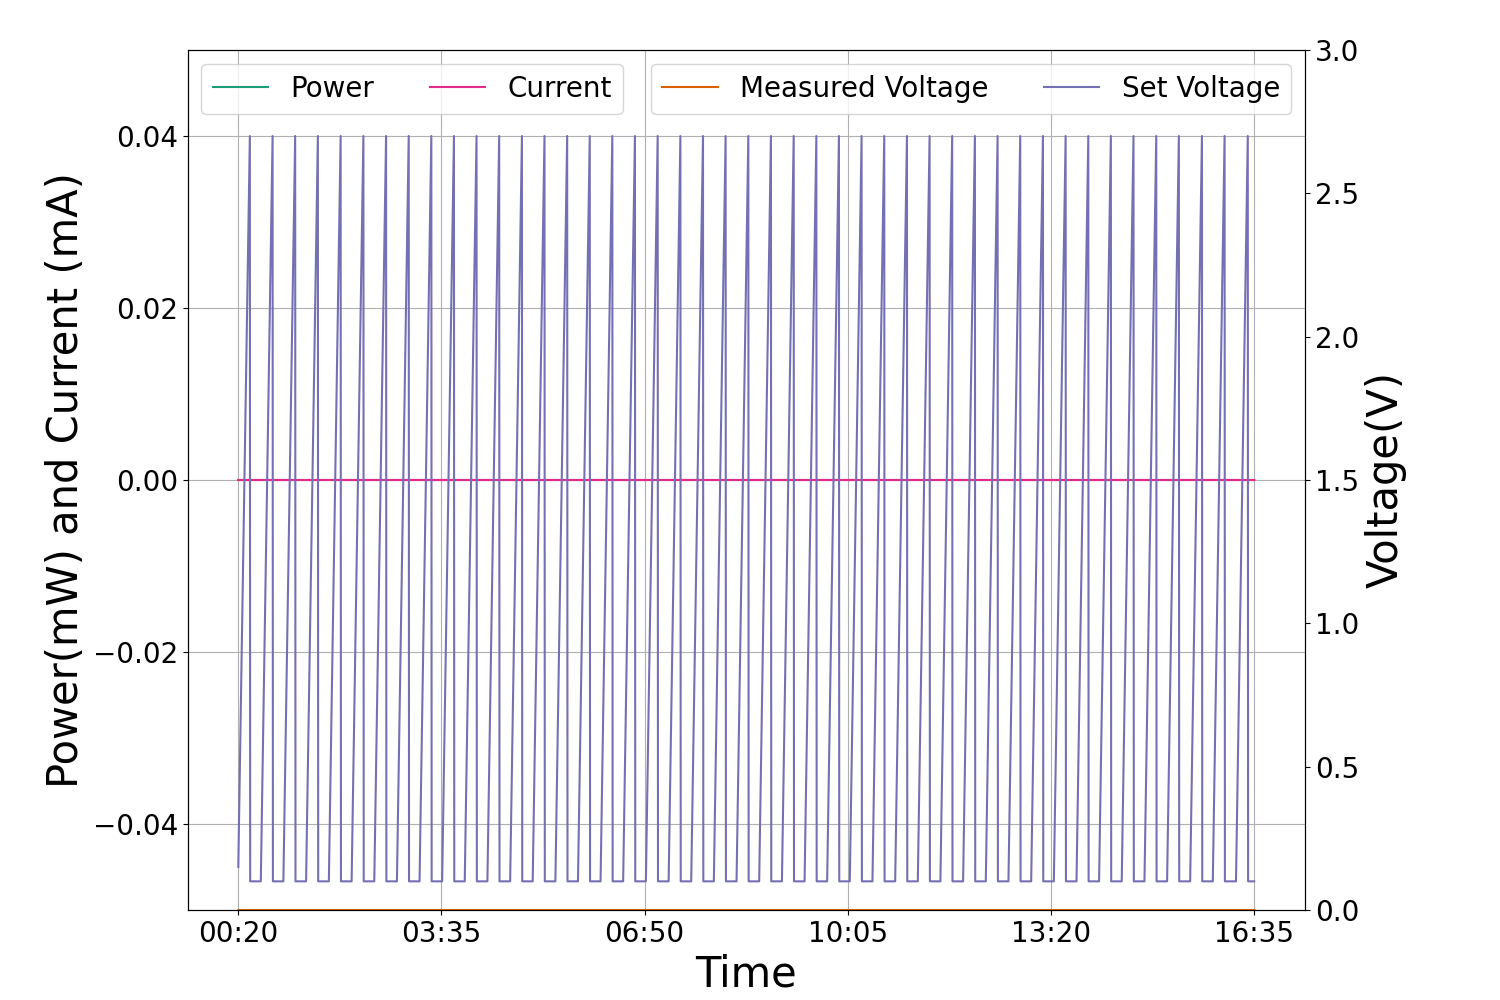 Power Current Measured Voltage Set Voltage
Power(mW) and Current (mA)
0.04
0.02
0.00
−0.02
−0.04
3.0
2.5
2.0
1.5
1.0
0.5
0.0
Voltage(V)
00:20 03:35 06:50 10:05 13:20 16:35
Time